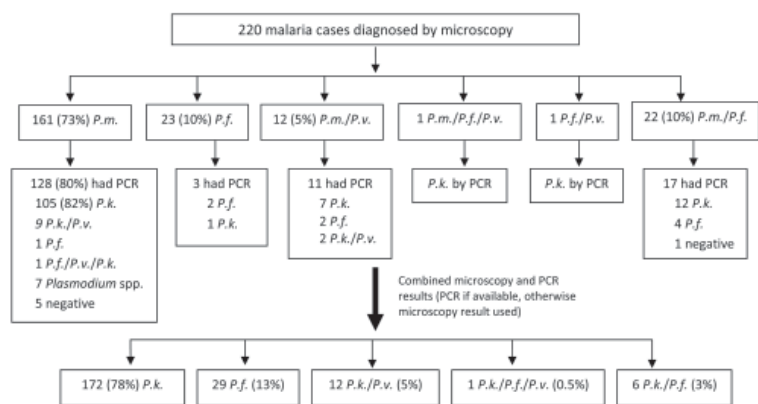 220 malaria cases diagnosed by microscopy
161 (73%) P.m.
23 (10%) P.f.
12 (5%) P.m./P.v.
1 P.m./P.f./P.v.
1 P.f./P.v.
22 (10%) P.m./P.f.
128 (80%) had PCR
105 (82%) P.k.
9 P.k./P.v.
1 P.f.
1 P.f./P.v./P.k.
7 Plasmodium spp.
5 negative
3 had PCR
2 P.f.
1 P.k.
11 had PCR
7 P.k.
2 P.f.
2 P.k./P.v.
P.k. by PCR
P.k. by PCR
17 had PCR
12 P.k.
4 P.f.
1 negative
Combined microscopy and PCR
results (PCR if available, otherwise
microscopy result used)
172 (78%) P.k.
29 P.f. (13%)
12 P.k./P.v. (5%)
1 P.k./P.f./P.v. (0.5%)
6 P.k./P.f. (3%)